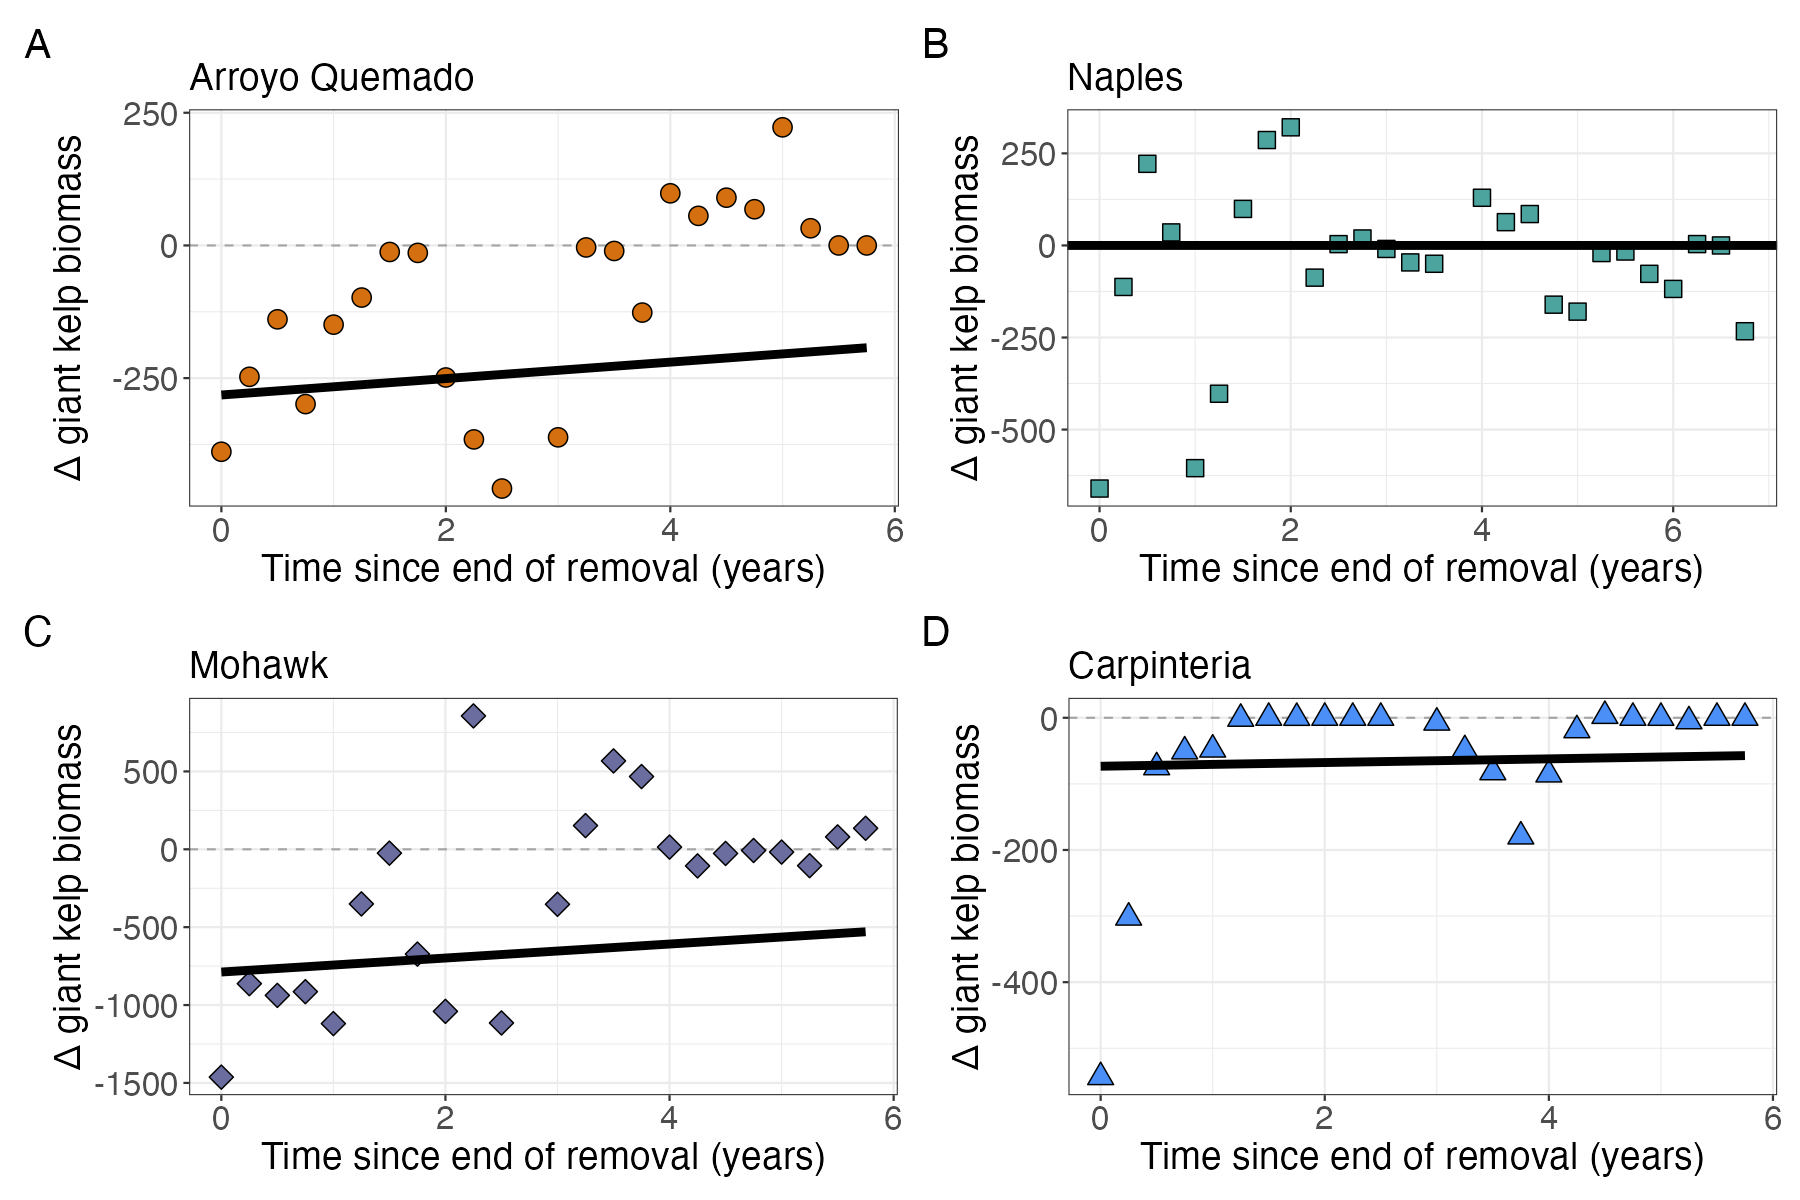 A
Arroyo Quemado
Δ giant kelp biomass
250
0
-250
0 2 4 6
Time since end of removal (years)
B
Naples
Δ giant kelp biomass
250
0
-250
-500
0 2 4 6
Time since end of removal (years)
C
Mohawk
Δ giant kelp biomass
500
0
-500
-1000
-1500
0 2 4 6
Time since end of removal (years)
D
Carpinteria
Δ giant kelp biomass
0
-200
-400
0 2 4 6
Time since end of removal (years)